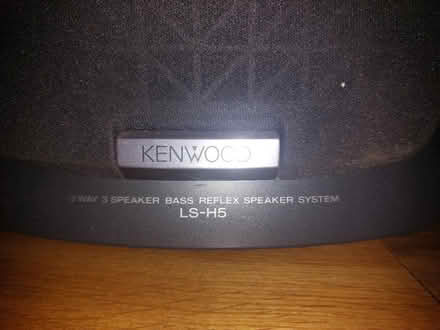 KENWOOD
3 WAY 3 SPEAKER BASS REFLEX SPEAKER SYSTEM
LS-H5